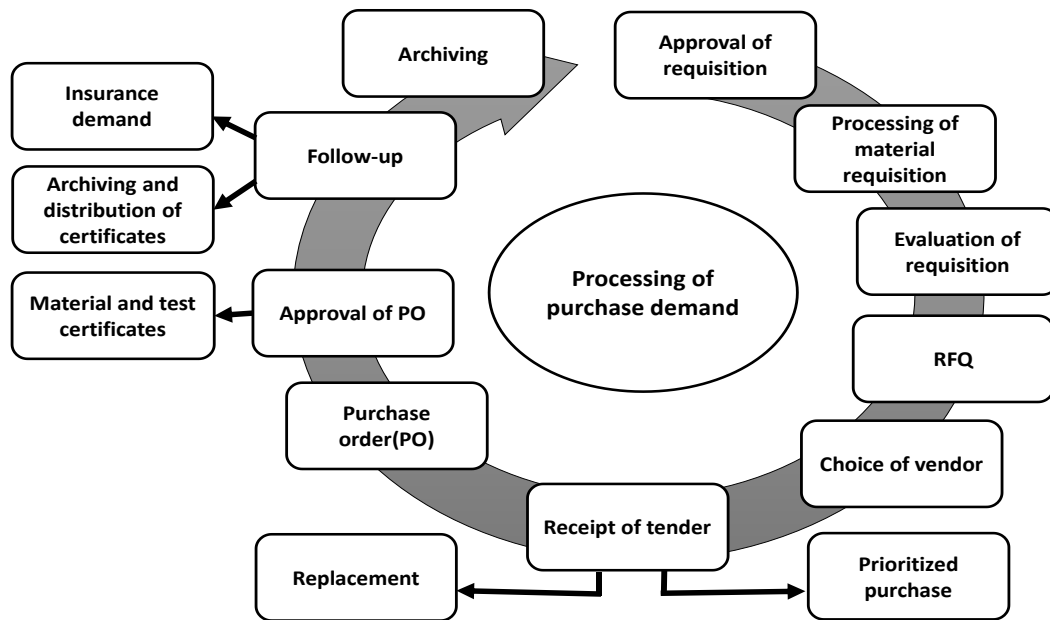 Archiving
Approval of
requisition
Insurance
demand
Follow-up
Processing of
material
requisition
Archiving and
distribution of
certificates
Evaluation of
requisition
Processing of
purchase demand
Material and test
certificates
Approval of PO
RFQ
Purchase
order(PO)
Choice of vendor
Receipt of tender
Replacement
Prioritized
purchase